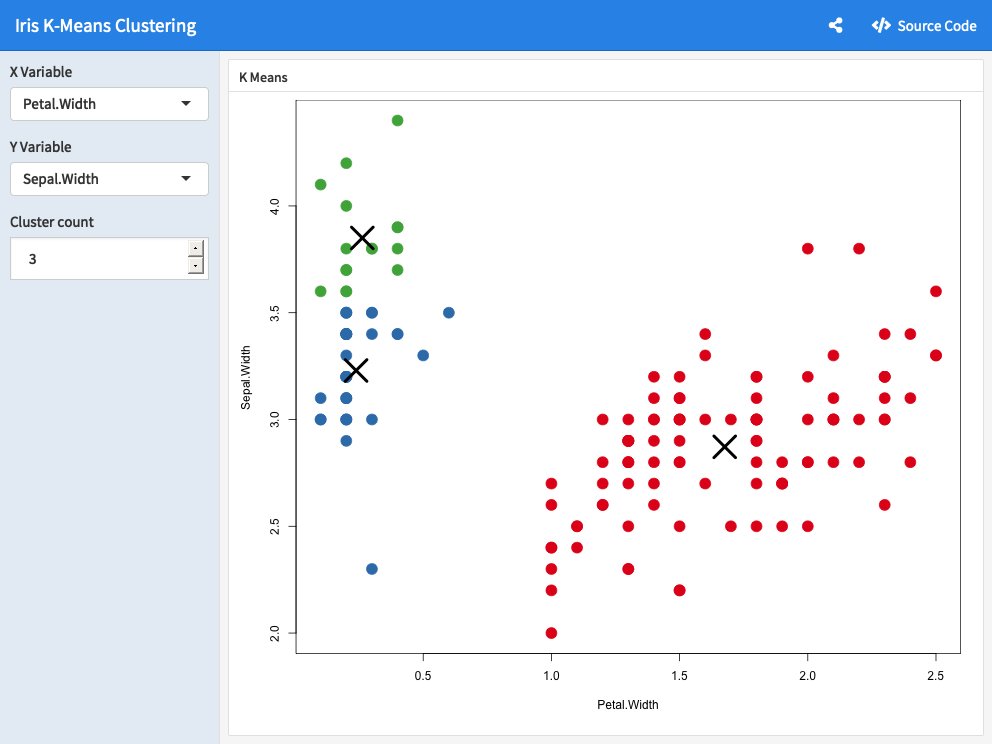 Iris K-Means Clustering
Source Code
X Variable
Petal.Width
Y Variable
Sepal.Width
Cluster count
3
K Means
4.0
3.5
3.0
2.5
2.0
Sepal.Width
0.5 1.0 1.5 2.0 2.5
Petal.Width